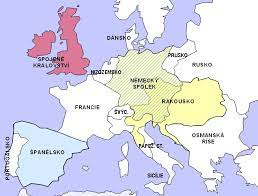 DÁNSKO
SPOJENÉ
KRÁLOVSTVÍ
NIZOZEMSKO
PRUSKO
RUSKO
NĚMECKÝ
SPOLEK
FRANCIE
ŠVÝC.
RAKOUSKO
OSMANSKÁ
ŘÍŠE
PAPEŽ. ST.
PORTUGALSKO
ŠPANĚLSKO
SICÍLIE